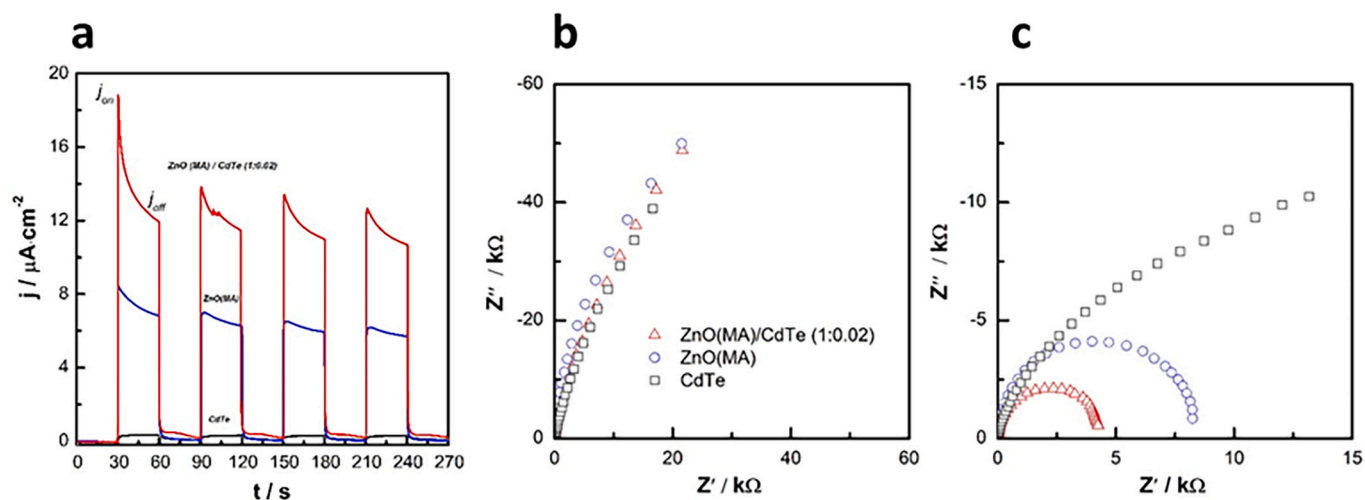 a
b
c
j / μA·cm⁻²
20
16
12
8
4
0
j on
j off
ZnO (MA) / CdTe (1:0.02)
ZnO(MA)
CdTe
0 30 60 90 120 150 180 210 240 270
t / s
Z'' / kΩ
-60
-40
-20
0
ZnO(MA)/CdTe (1:0.02)
ZnO(MA)
CdTe
0 20 40 60
Z' / kΩ
Z'' / kΩ
-15
-10
-5
0
0 5 10 15
Z' / kΩ